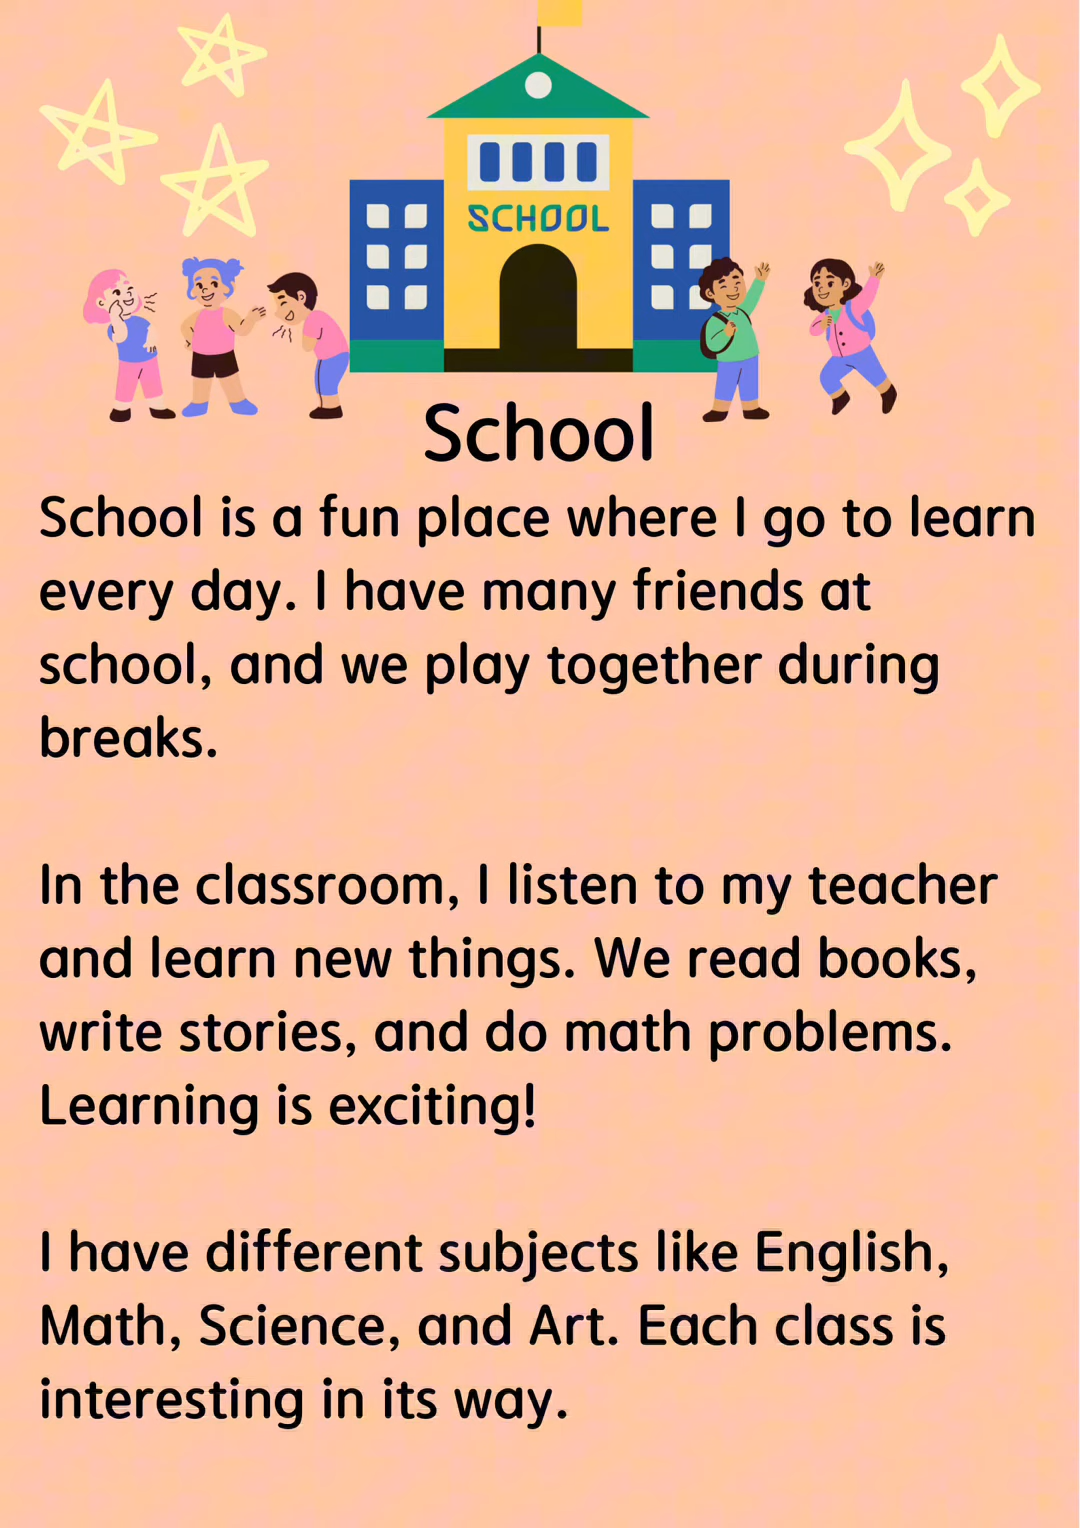 SCHOOL
School
School is a fun place where I go to learn
every day. I have many friends at
school, and we play together during
breaks.
In the classroom, I listen to my teacher
and learn new things. We read books,
write stories, and do math problems.
Learning is exciting!
I have different subjects like English,
Math, Science, and Art. Each class is
interesting in its way.